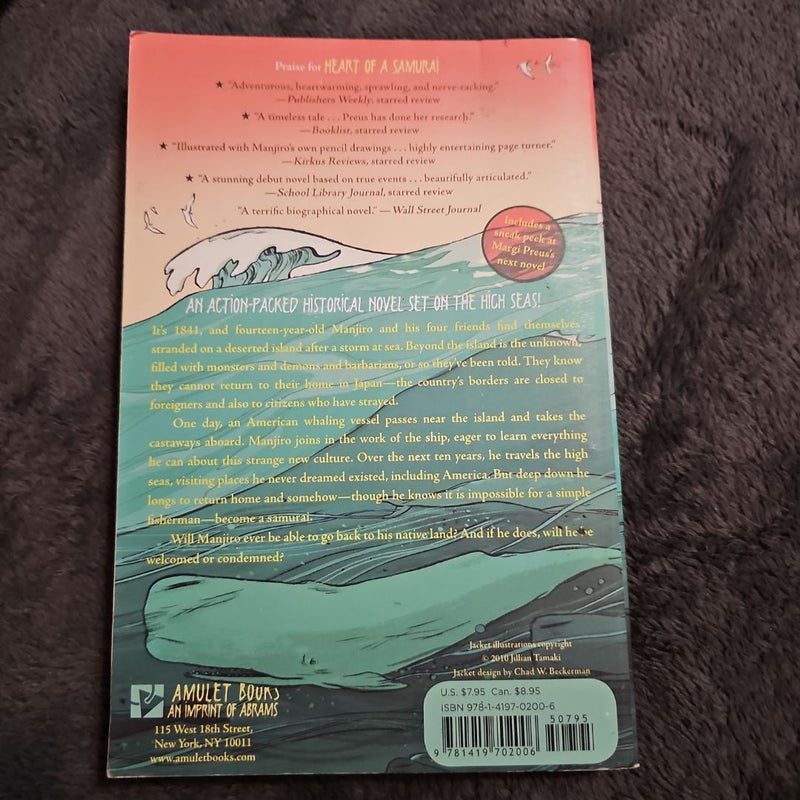 Praise for HEART OF A SAMURAI
★ "Adventurous, heartwarming, sprawling, and nerve-racking."
—Publishers Weekly, starred review
★ "A timeless tale . . . Preus has done her research."
—Booklist, starred review
★ "Illustrated with Manjiro's own pencil drawings . . . highly entertaining page turner."
—Kirkus Reviews, starred review
★ "A stunning debut novel based on true events . . . beautifully articulated."
—School Library Journal, starred review
"A terrific biographical novel." —Wall Street Journal
Includes a
sneak peek at
Margi Preus's
next novel
AN ACTION-PACKED HISTORICAL NOVEL SET ON THE HIGH SEAS!
It's 1841, and fourteen-year-old Manjiro and his four friends find themselves
stranded on a deserted island after a storm at sea. Beyond the island is the unknown,
filled with monsters and demons and barbarians, or so they've been told. They know
they cannot return to their home in Japan—the country's borders are closed to
foreigners and also to citizens who have strayed.
One day, an American whaling vessel passes near the island and takes the
castaways aboard. Manjiro joins in the work of the ship, eager to learn everything
he can about this strange new culture. Over the next ten years, he travels the high
seas, visiting places he never dreamed existed, including America. But deep down he
longs to return home and somehow—though he knows it is impossible for a simple
fisherman—become a samurai.
Will Manjiro ever be able to go back to his native land? And if he does, will he be
welcomed or condemned?
Jacket illustrations copyright
© 2010 Jillian Tamaki
Jacket design by Chad W. Beckerman
AMULET BOOKS
AN IMPRINT OF ABRAMS
115 West 18th Street,
New York, NY 10011
www.amuletbooks.com
U.S. $7.95 Can. $8.95
ISBN 978-1-4197-0200-6
50795
9 781419 702006